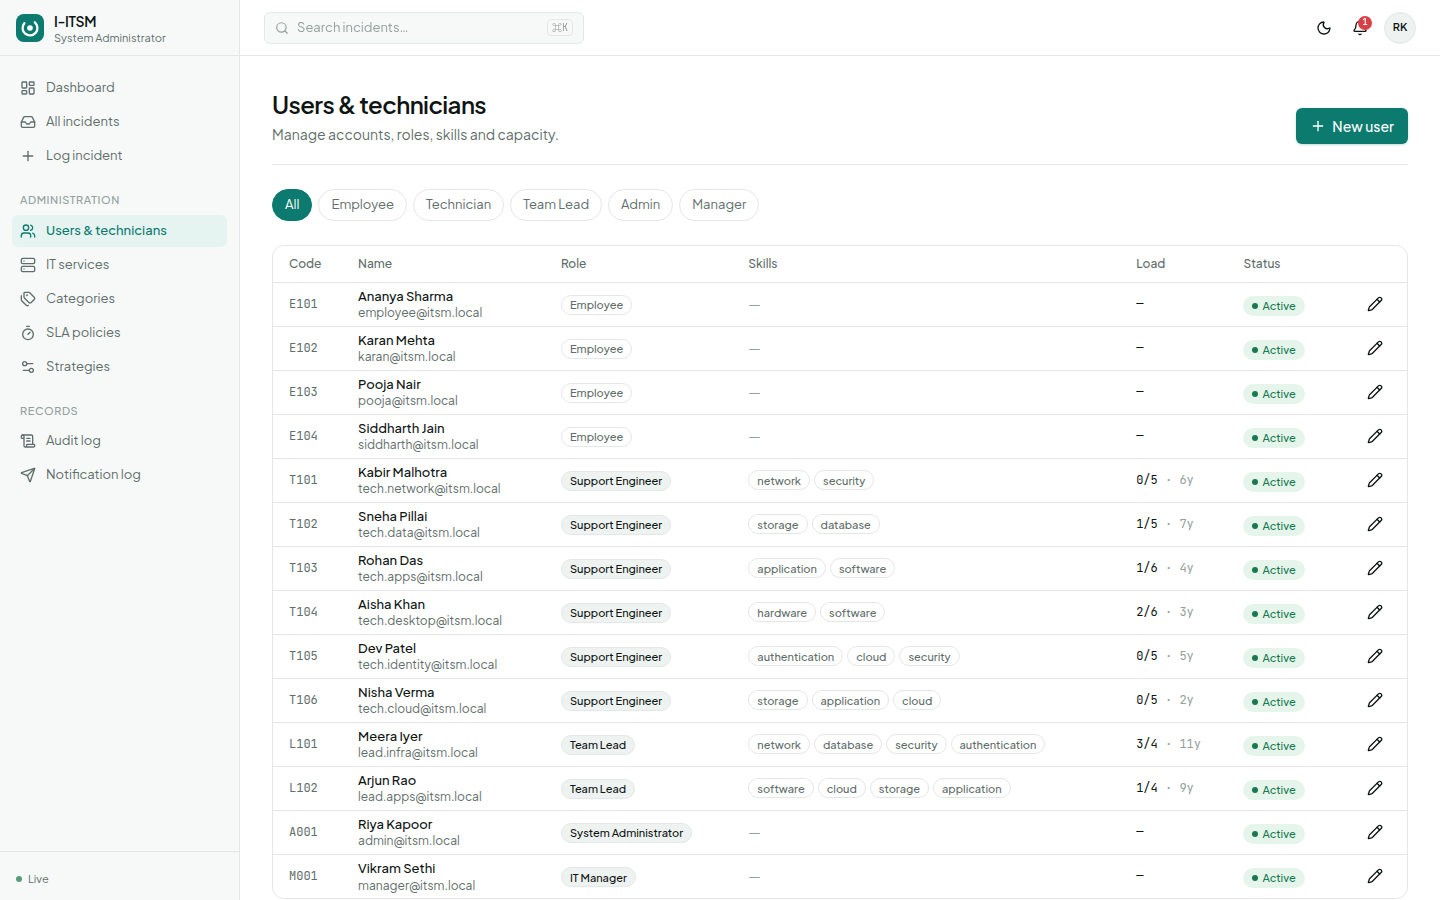 I-ITSM
System Administrator
Search incidents...
⌘K
1
RK
Dashboard
All incidents
Log incident
ADMINISTRATION
Users & technicians
IT services
Categories
SLA policies
Strategies
RECORDS
Audit log
Notification log
Live
Users & technicians
Manage accounts, roles, skills and capacity.
New user
All Employee Technician Team Lead Admin Manager
Code Name Role Skills Load Status
E101 Ananya Sharma employee@itsm.local Employee — – Active
E102 Karan Mehta karan@itsm.local Employee — – Active
E103 Pooja Nair pooja@itsm.local Employee — – Active
E104 Siddharth Jain siddharth@itsm.local Employee — – Active
T101 Kabir Malhotra tech.network@itsm.local Support Engineer network security 0/5 · 6y Active
T102 Sneha Pillai tech.data@itsm.local Support Engineer storage database 1/5 · 7y Active
T103 Rohan Das tech.apps@itsm.local Support Engineer application software 1/6 · 4y Active
T104 Aisha Khan tech.desktop@itsm.local Support Engineer hardware software 2/6 · 3y Active
T105 Dev Patel tech.identity@itsm.local Support Engineer authentication cloud security 0/5 · 5y Active
T106 Nisha Verma tech.cloud@itsm.local Support Engineer storage application cloud 0/5 · 2y Active
L101 Meera Iyer lead.infra@itsm.local Team Lead network database security authentication 3/4 · 11y Active
L102 Arjun Rao lead.apps@itsm.local Team Lead software cloud storage application 1/4 · 9y Active
A001 Riya Kapoor admin@itsm.local System Administrator — – Active
M001 Vikram Sethi manager@itsm.local IT Manager — – Active